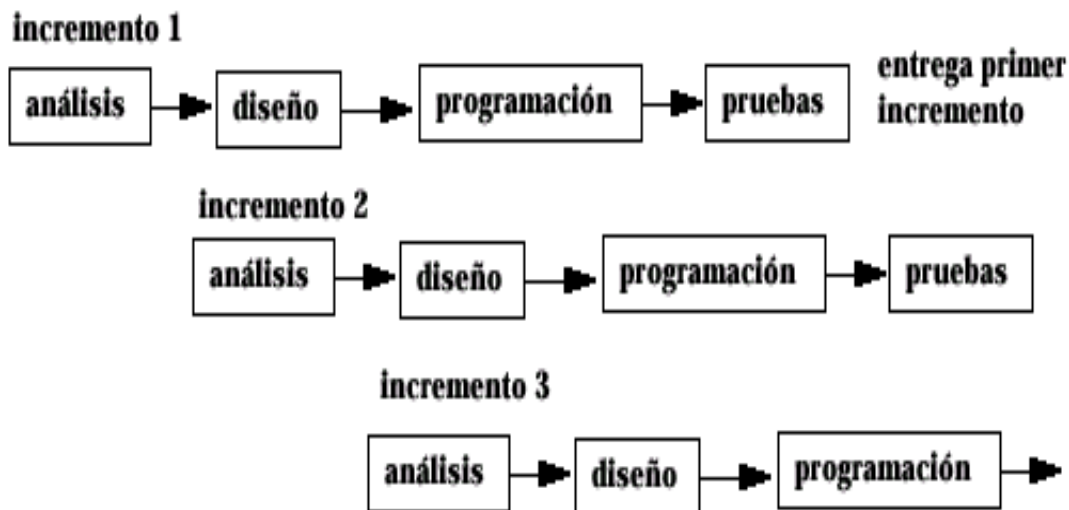 incremento 1
análisis
diseño
programación
pruebas
entrega primer
incremento
incremento 2
análisis
diseño
programación
pruebas
incremento 3
análisis
diseño
programación